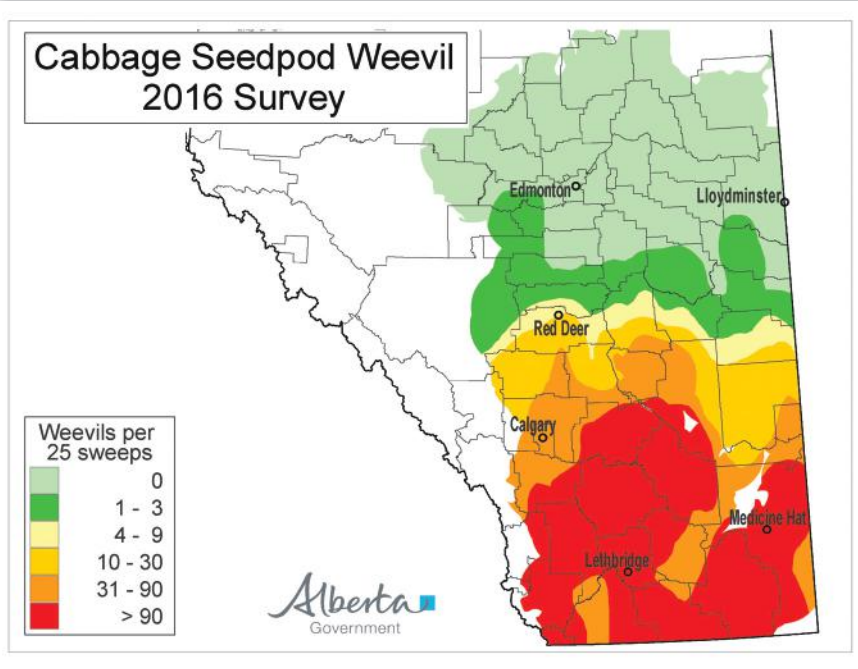 Cabbage Seedpod Weevil
2016 Survey
Edmonton
Lloydminster
Red Deer
Calgary
Medicine Hat
Lethbridge
Weevils per
25 sweeps
0
1 - 3
4 - 9
10 - 30
31 - 90
> 90
Alberta
Government